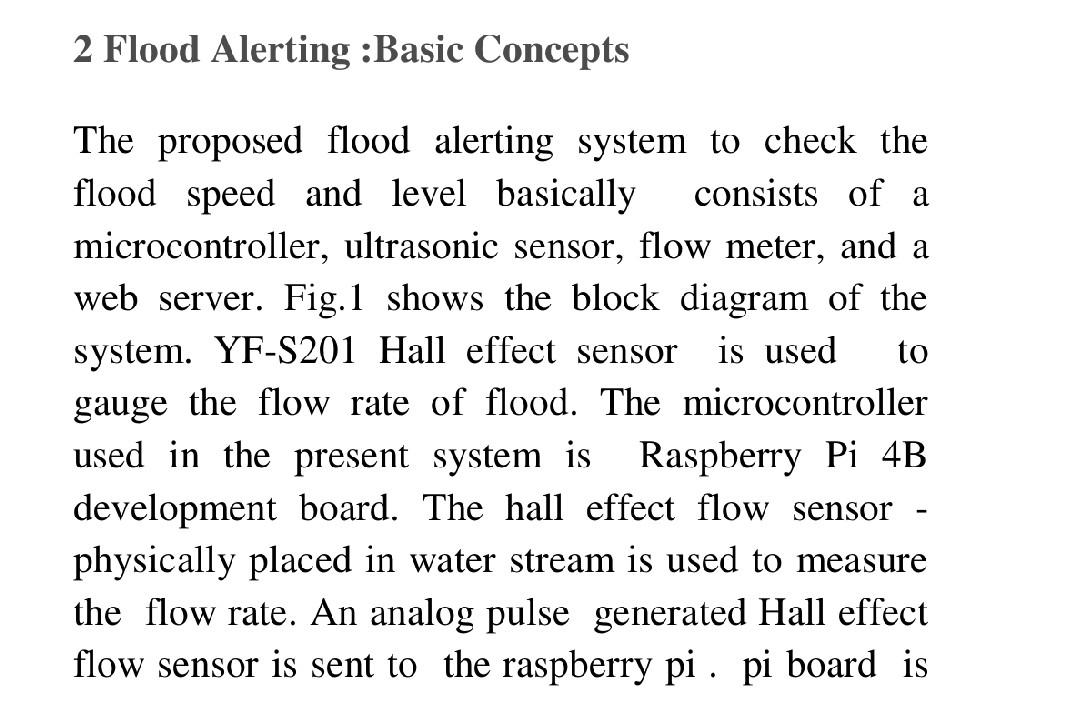 2 Flood Alerting :Basic Concepts
The proposed flood alerting system to check the
flood speed and level basically consists of a
microcontroller, ultrasonic sensor, flow meter, and a
web server. Fig.1 shows the block diagram of the
system. YF-S201 Hall effect sensor is used to
gauge the flow rate of flood. The microcontroller
used in the present system is Raspberry Pi 4B
development board. The hall effect flow sensor -
physically placed in water stream is used to measure
the flow rate. An analog pulse generated Hall effect
flow sensor is sent to the raspberry pi . pi board is